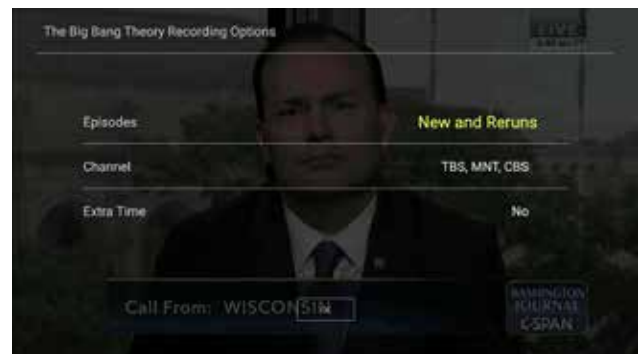 The Big Bang Theory Recording Options
LIVE
Episodes
New and Reruns
Channel
TBS, MNT, CBS
Extra Time
No
Call From: WISCONSIN
WASHINGTON
JOURNAL
C-SPAN